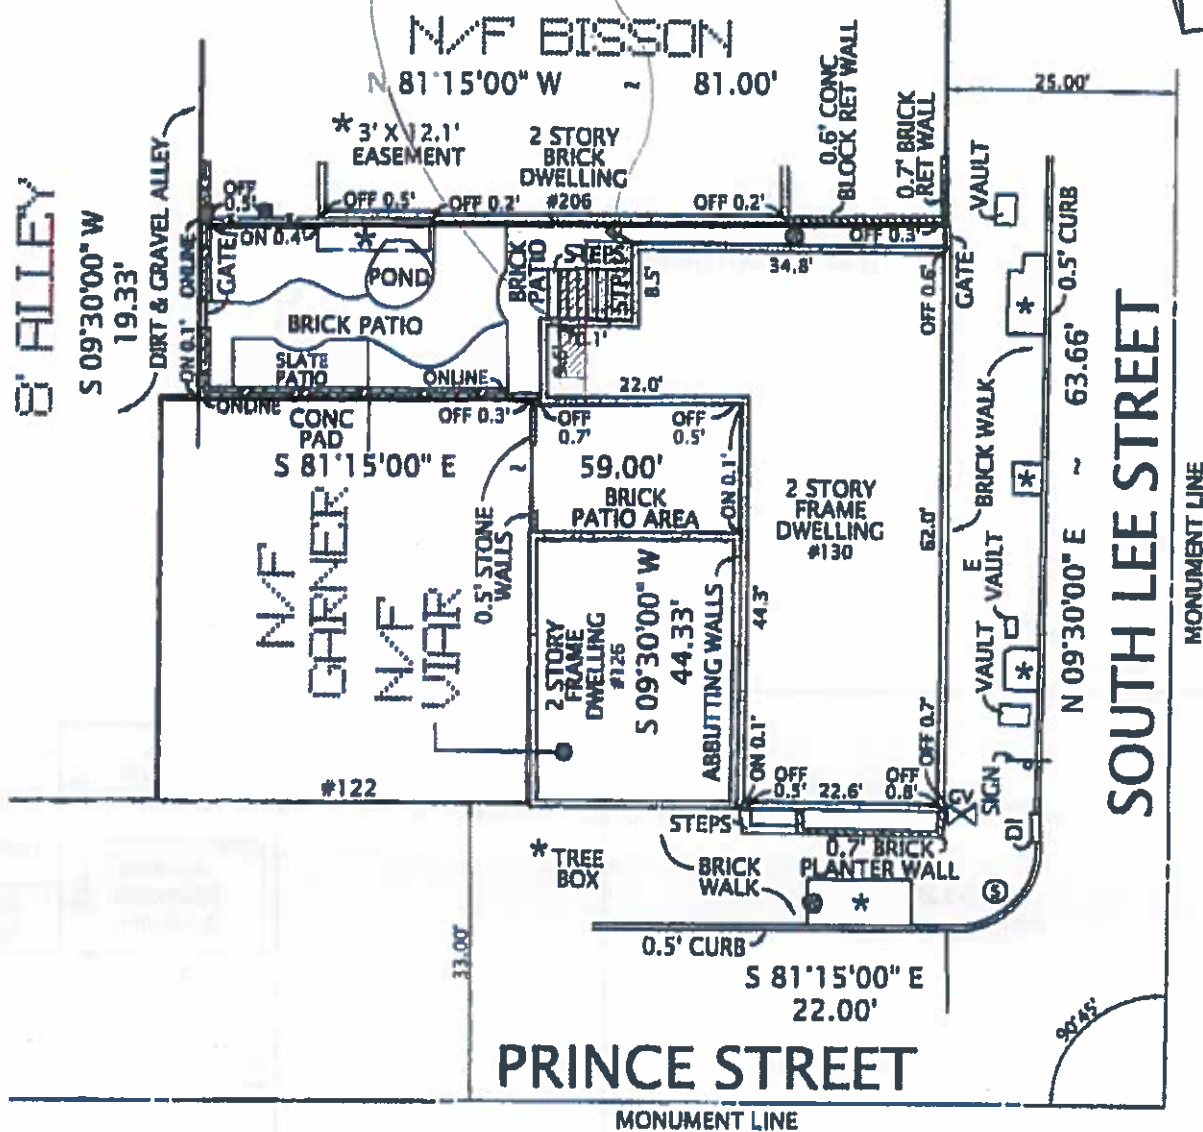 N/F BISSON
N 81°15'00" W ~ 81.00'
25.00'
* 3' X 12.1'
EASEMENT
2 STORY
BRICK
DWELLING
#206
0.6' CONC
BLOCK RET WALL
0.7' BRICK
RET WALL
VAULT
0.5' CURB
8' ALLEY
S 09°30'00" W
19.33'
DIRT & GRAVEL ALLEY
OFF
0.5'
OFF 0.5'
OFF 0.2'
OFF 0.2'
OFF 0.3'
ON 0.4'
*
ONLINE
GATE
POND
BRICK
PATIO
STEPS
8.5'
34.8'
OFF 0.6'
GATE
*
BRICK PATIO
SLATE
PATIO
ON 0.1'
ONLINE
ONLINE
22.0'
CONC
PAD
OFF 0.3'
OFF
0.7'
OFF
0.5'
S 81°15'00" E ~ 59.00'
BRICK
PATIO AREA
ON 0.1'
2 STORY
FRAME
DWELLING
#130
62.0'
BRICK WALK
*
N 09°30'00" E ~ 63.66'
SOUTH LEE STREET
MONUMENT LINE
N/F
GARNER
N/F
VIAR
0.5' STONE
WALLS
2 STORY
FRAME
DWELLING
#126
S 09°30'00" W
44.33'
ABBUTTING WALLS
44.3'
E
VAULT
VAULT
*
ON 0.1'
OFF
0.5'
22.6'
OFF
0.8'
OFF 0.7'
SIGN
DI
#122
STEPS
0.7' BRICK
PLANTER WALL
* TREE
BOX
BRICK
WALK
*
S
33.00'
0.5' CURB
S 81°15'00" E
22.00'
90°45'
PRINCE STREET
MONUMENT LINE